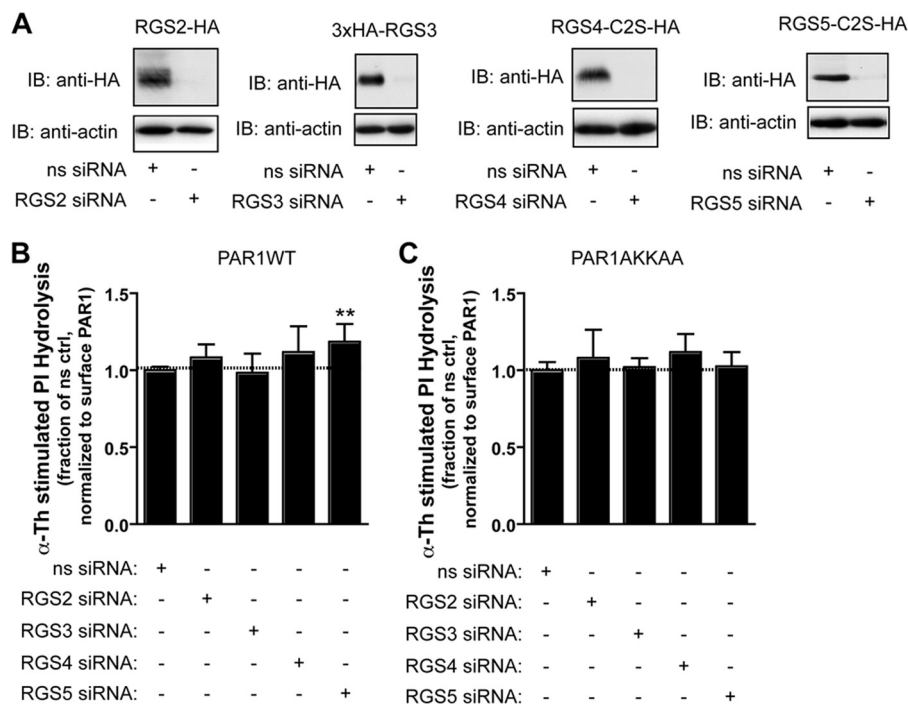 A
RGS2-HA
3xHA-RGS3
RGS4-C2S-HA
RGS5-C2S-HA
IB: anti-HA
IB: anti-HA
IB: anti-HA
IB: anti-HA
IB: anti-actin
IB: anti-actin
IB: anti-actin
IB: anti-actin
ns siRNA + -
ns siRNA + -
ns siRNA + -
ns siRNA + -
RGS2 siRNA - +
RGS3 siRNA - +
RGS4 siRNA - +
RGS5 siRNA - +
B
PAR1WT
α-Th stimulated PI Hydrolysis
(fraction of ns ctrl,
normalized to surface PAR1)
1.5
1.0
0.5
0.0
**
ns siRNA: + - - - -
RGS2 siRNA: - + - - -
RGS3 siRNA: - - + - -
RGS4 siRNA: - - - + -
RGS5 siRNA: - - - - +
C
PAR1AKKAA
α-Th stimulated PI Hydrolysis
(fraction of ns ctrl,
normalized to surface PAR1)
1.5
1.0
0.5
0.0
ns siRNA: + - - - -
RGS2 siRNA: - + - - -
RGS3 siRNA: - - + - -
RGS4 siRNA: - - - + -
RGS5 siRNA: - - - - +